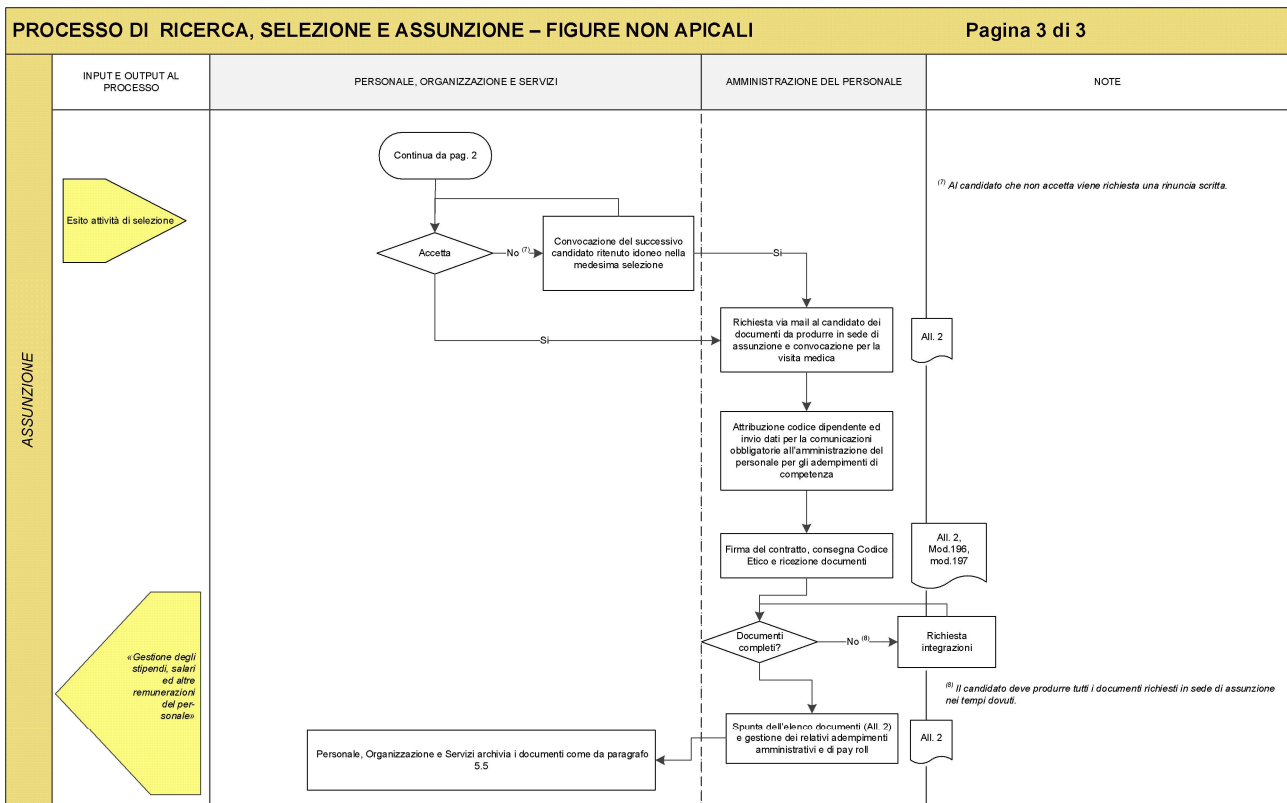 PROCESSO DI RICERCA, SELEZIONE E ASSUNZIONE – FIGURE NON APICALI
Pagina 3 di 3
INPUT E OUTPUT AL
PROCESSO
PERSONALE, ORGANIZZAZIONE E SERVIZI
AMMINISTRAZIONE DEL PERSONALE
NOTE
ASSUNZIONE
Continua da pag. 2
(7) Al candidato che non accetta viene richiesta una rinuncia scritta.
Esito attività di selezione
Accetta
No (7)
Convocazione del successivo
candidato ritenuto idoneo nella
medesima selezione
Si
Si
Richiesta via mail al candidato dei
documenti da produrre in sede di
assunzione e convocazione per la
visita medica
All. 2
Attribuzione codice dipendente ed
invio dati per la comunicazioni
obbligatorie all'amministrazione del
personale per gli adempimenti di
competenza
Firma del contratto, consegna Codice
Etico e ricezione documenti
All. 2,
Mod.196,
mod.197
Documenti
completi?
No (8)
Richiesta
integrazioni
«Gestione degli
stipendi, salari
ed altre
remunerazioni
del per-
sonale»
(8) Il candidato deve produrre tutti i documenti richiesti in sede di assunzione
nei tempi dovuti.
Spunta dell'elenco documenti (All. 2)
e gestione dei relativi adempimenti
amministrativi e di pay roll
All. 2
Personale, Organizzazione e Servizi archivia i documenti come da paragrafo
5.5